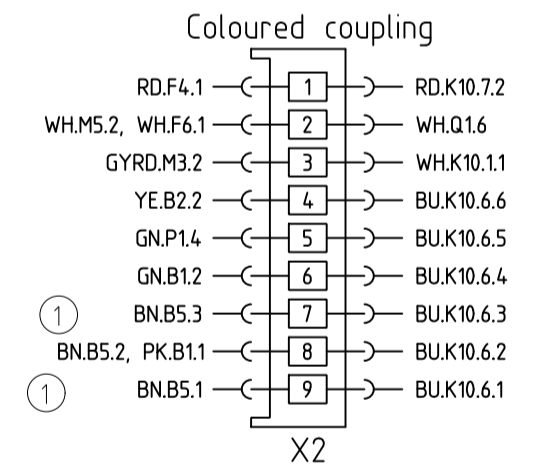 Coloured coupling
RD.F4.1 1 RD.K10.7.2
WH.M5.2, WH.F6.1 2 WH.Q1.6
GYRD.M3.2 3 WH.K10.1.1
YE.B2.2 4 BU.K10.6.6
GN.P1.4 5 BU.K10.6.5
GN.B1.2 6 BU.K10.6.4
1 BN.B5.3 7 BU.K10.6.3
BN.B5.2, PK.B1.1 8 BU.K10.6.2
1 BN.B5.1 9 BU.K10.6.1
X2